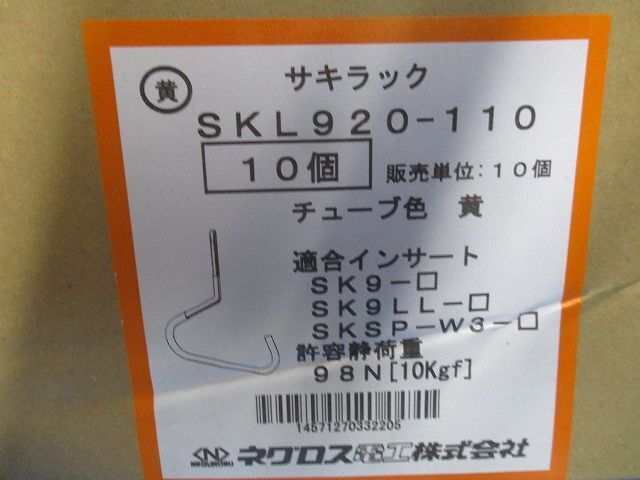 黄
サキラック
SKL920-110
10個
販売単位:10個
チューブ色 黄
適合インサート
SK9-□
SK9LL-□
SKSP-W3-□
許容静荷重
98N[10Kgf]
14571270332205
NEGUROSU
ネグロス電工株式会社